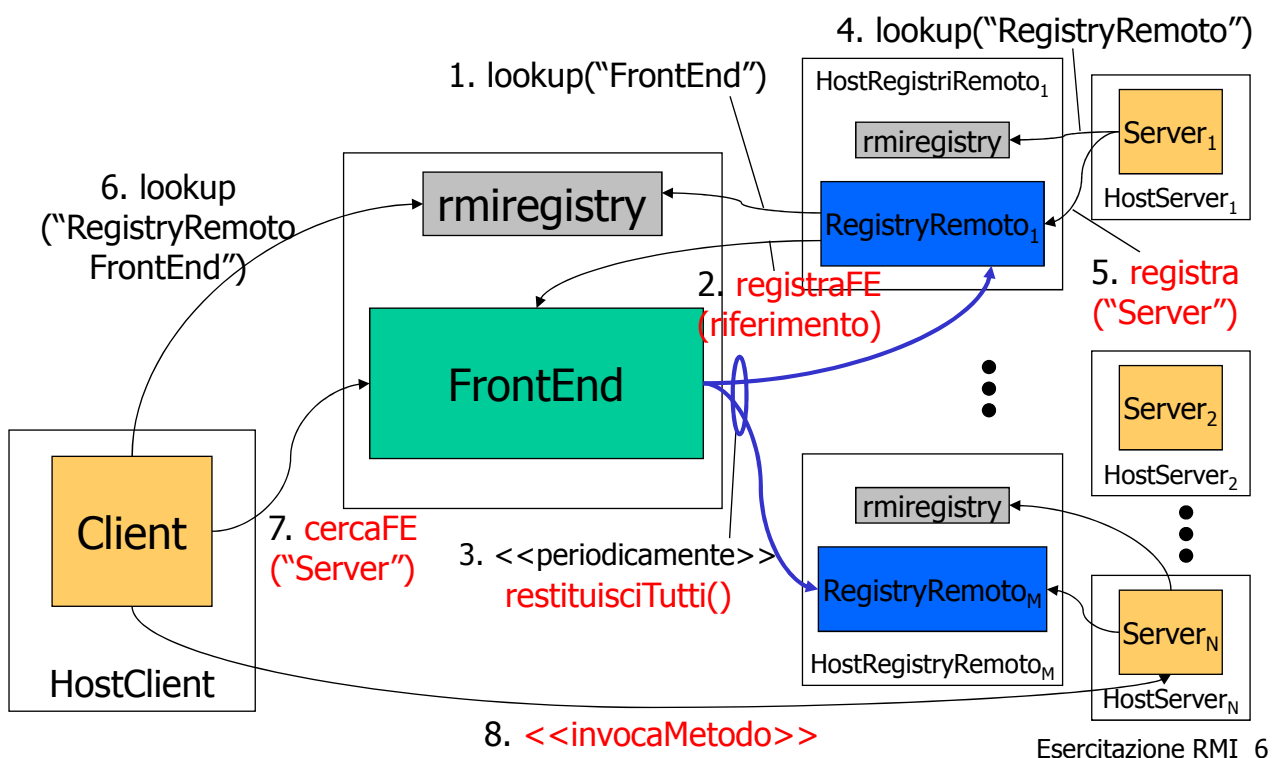 4. lookup(“RegistryRemoto”)
1. lookup(“FrontEnd”)
HostRegistriRemoto1
rmiregistry
RegistryRemoto1
Server1
HostServer1
6. lookup
(“RegistryRemoto
FrontEnd”)
rmiregistry
2. registraFE
(riferimento)
5. registra
(“Server”)
FrontEnd
Server2
HostServer2
Client
HostClient
7. cercaFE
(“Server”)
3. <<periodicamente>>
restituisciTutti()
rmiregistry
RegistryRemotoM
HostRegistryRemotoM
ServerN
HostServerN
8. <<invocaMetodo>>
Esercitazione RMI 6